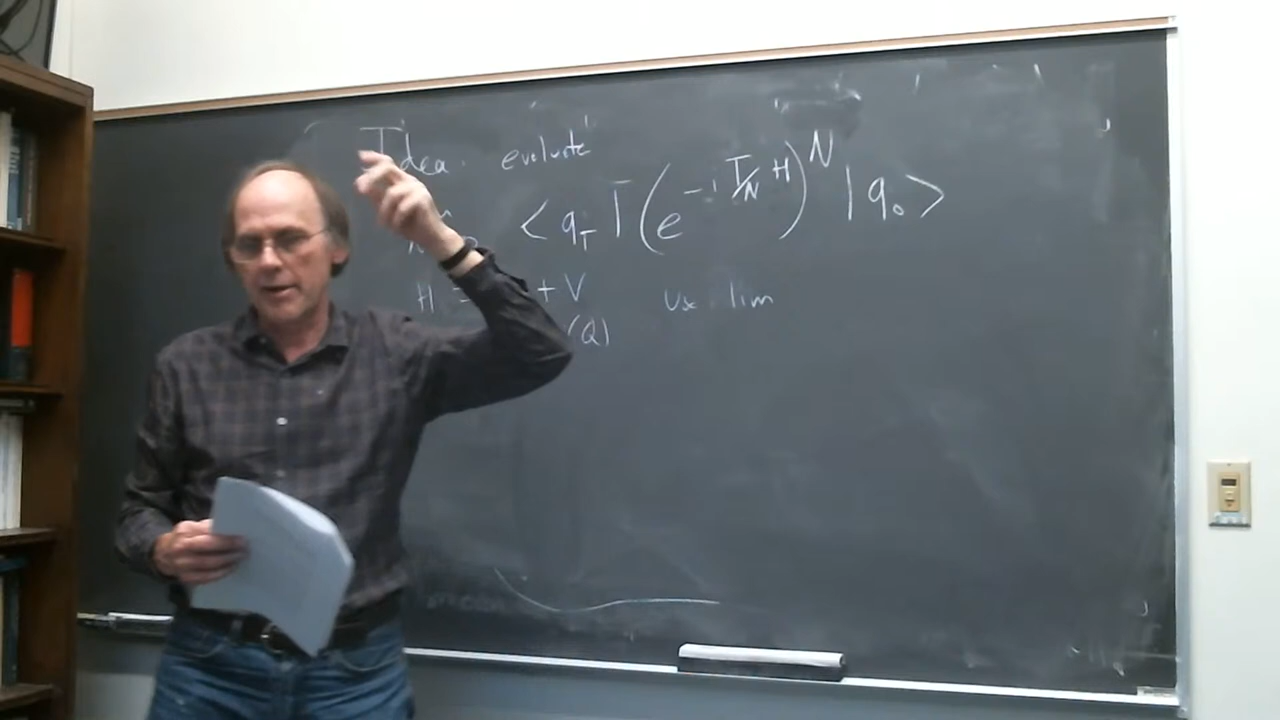 Idea: evaluate
< q_T | (e^{-i T/N H})^N | q_0 >
H = + V
(Q)
Use lim